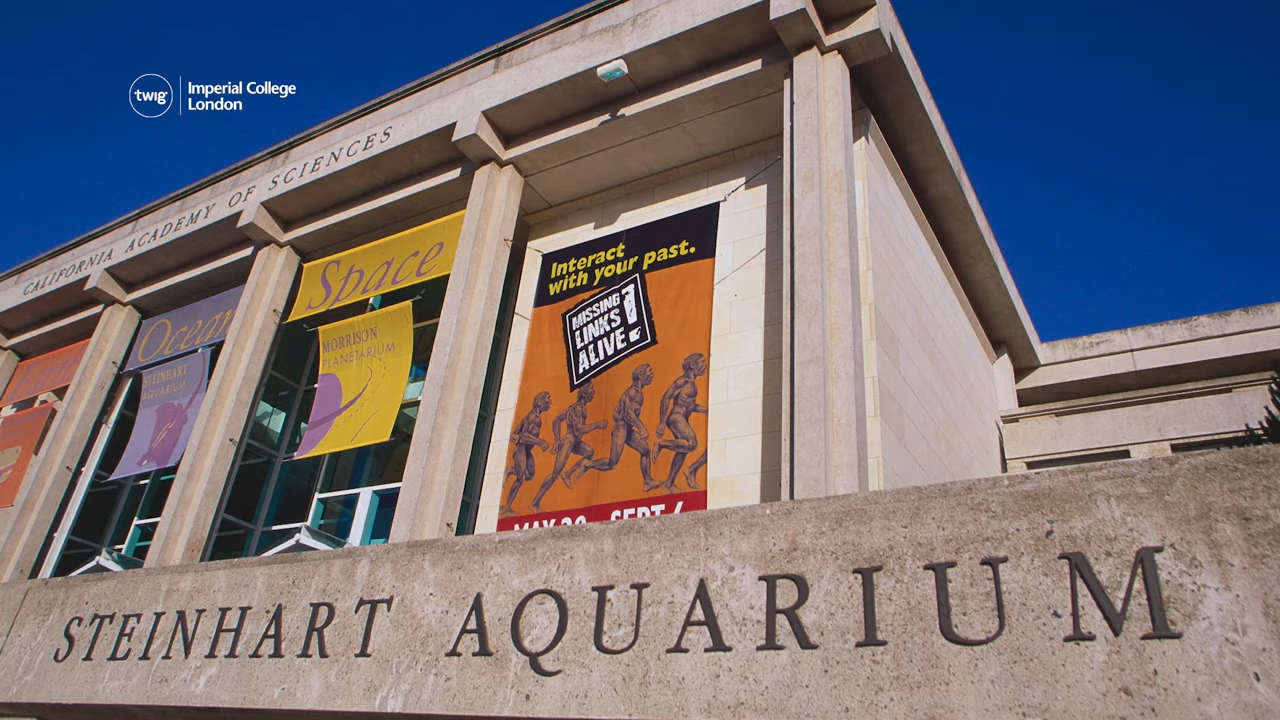 twig
Imperial College
London
CALIFORNIA ACADEMY OF SCIENCES
Ocean
STEINHART
AQUARIUM
Space
MORRISON
PLANETARIUM
Interact
with your past.
MISSING
LINKS
ALIVE!
STEINHART AQUARIUM